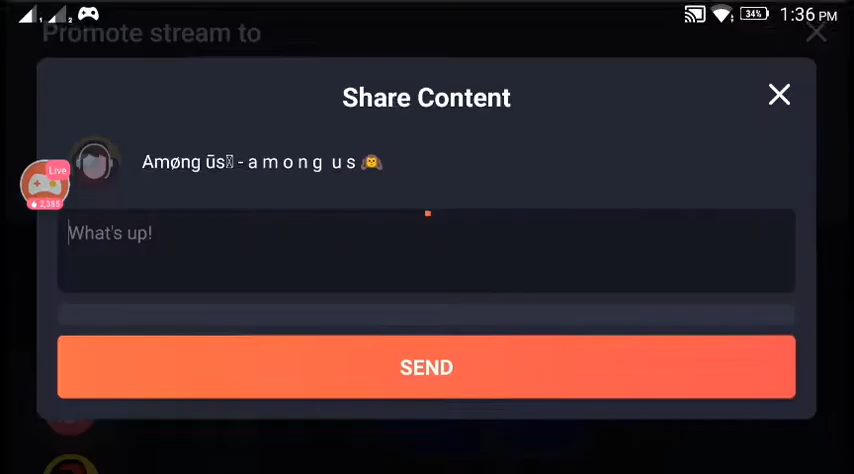 34% 1:36 PM
Promote stream to
Share Content
Amøng ūs - a m o n g u s 🙉
Live
2,385
What's up!
SEND